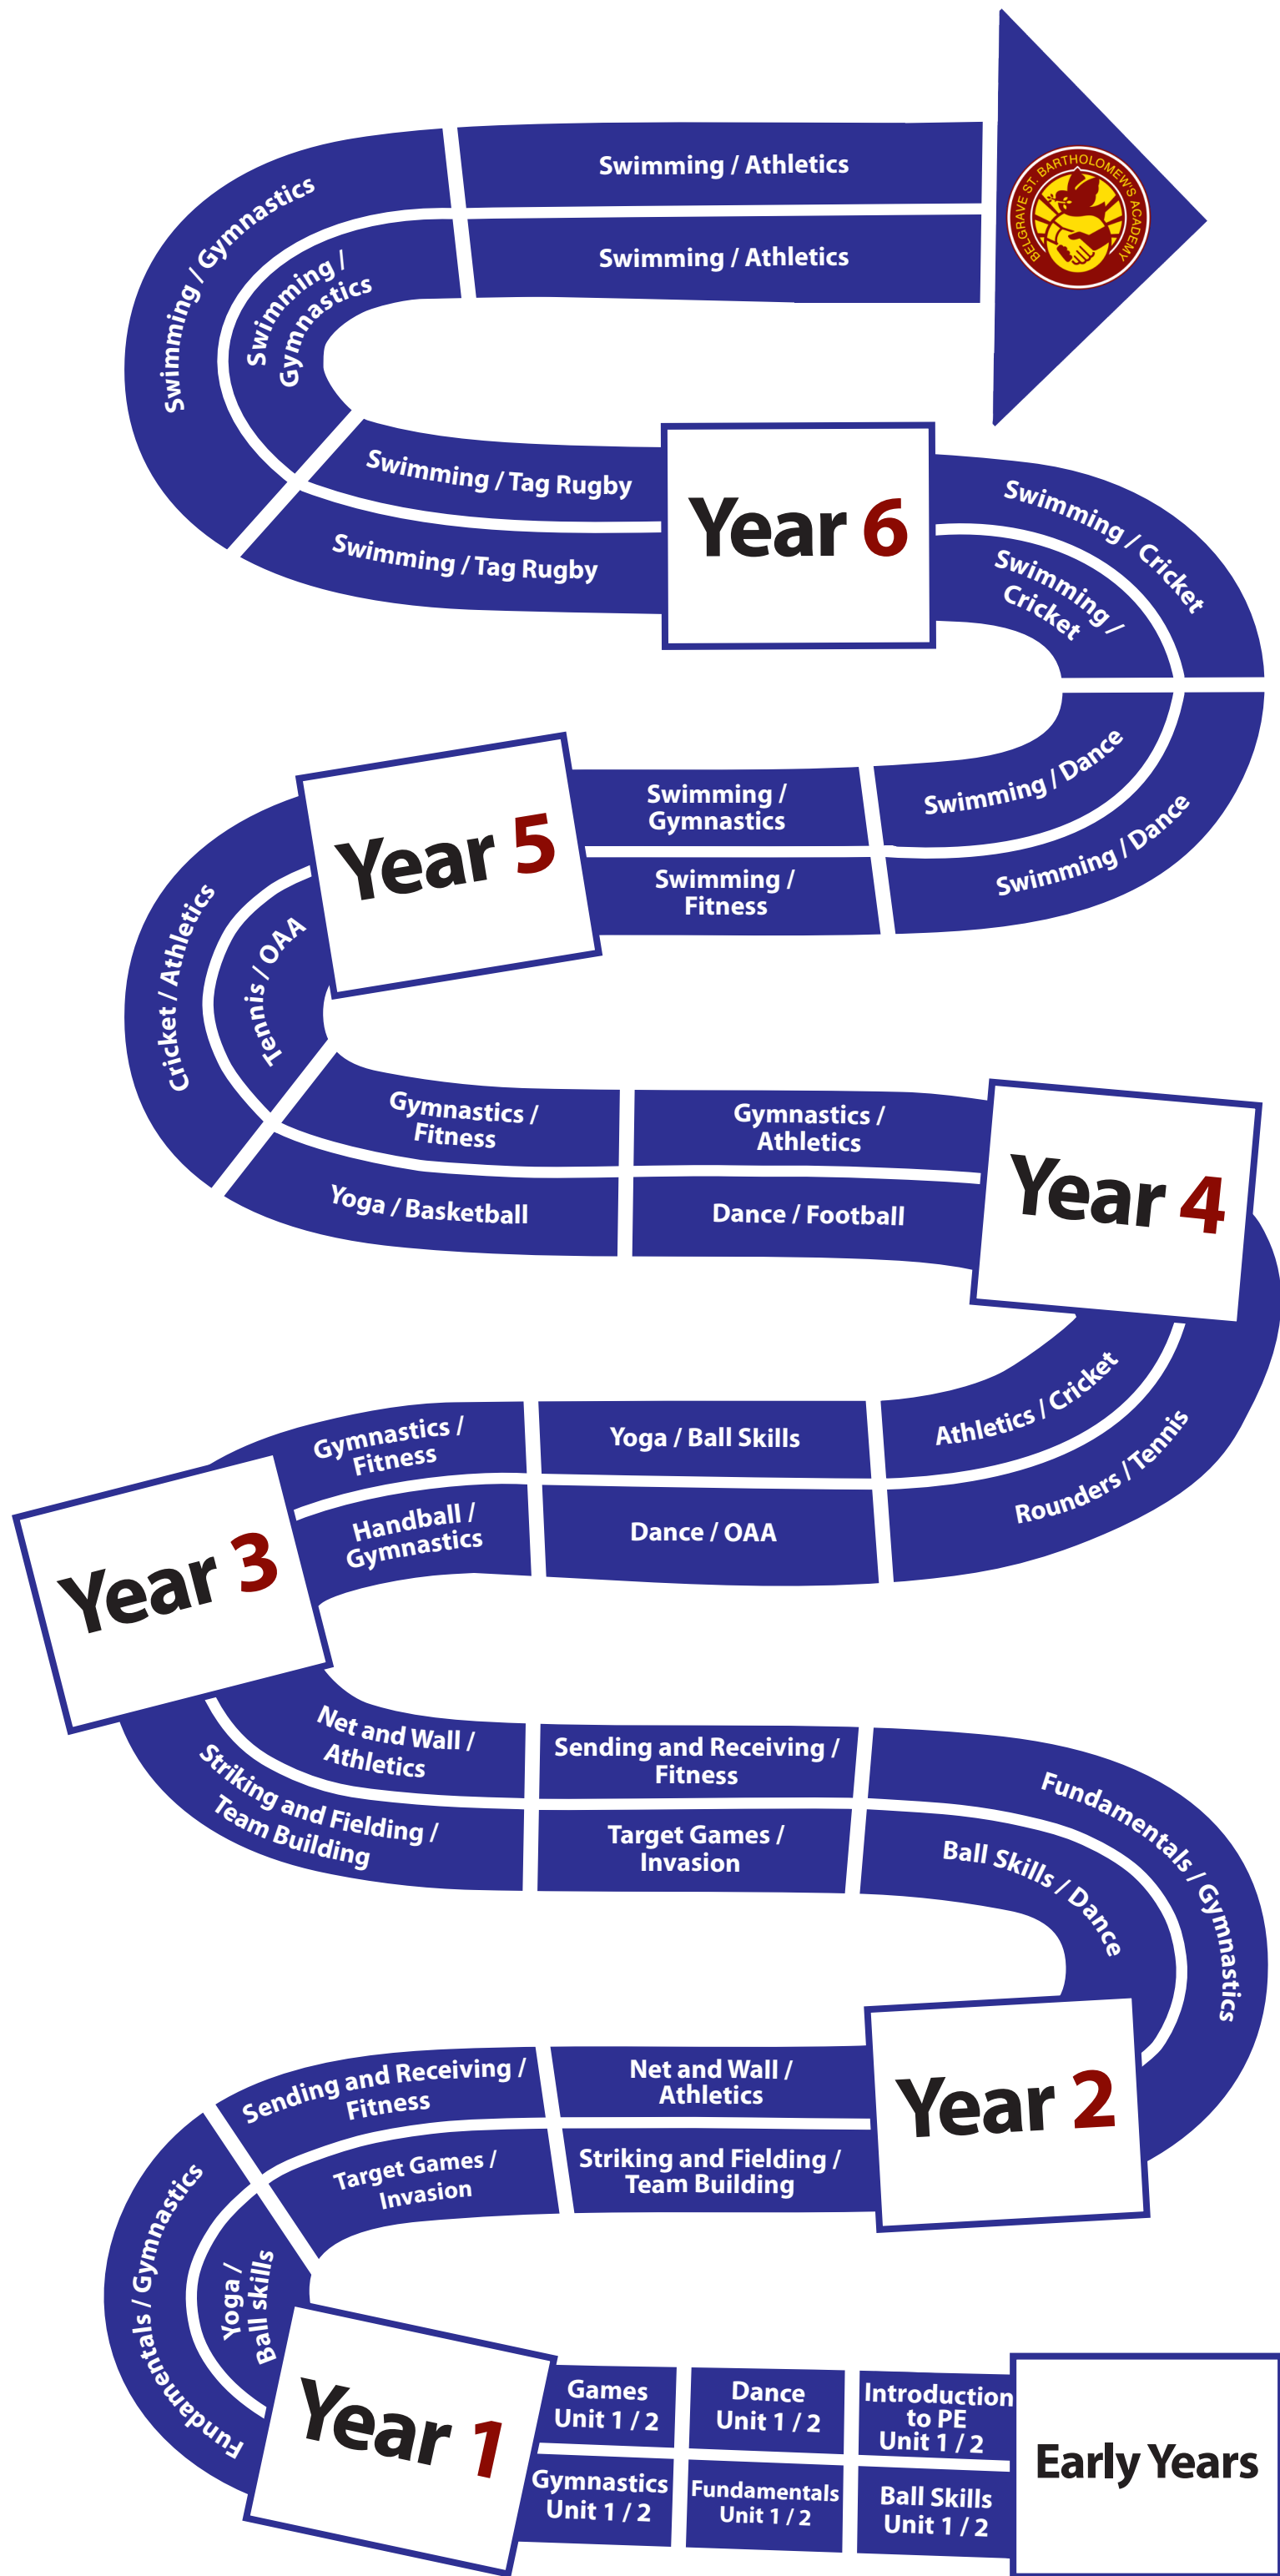 Swimming / Athletics
Swimming / Athletics
BELGRAVE ST. BARTHOLOMEW'S ACADEMY
Swimming / Gymnastics
Swimming /
Gymnastics
Swimming / Tag Rugby
Swimming / Tag Rugby
Year 6
Swimming / Cricket
Swimming /
Cricket
Swimming / Dance
Swimming / Dance
Swimming /
Gymnastics
Swimming /
Fitness
Year 5
Cricket / Athletics
Tennis / OAA
Gymnastics /
Fitness
Yoga / Basketball
Gymnastics /
Athletics
Dance / Football
Year 4
Athletics / Cricket
Rounders / Tennis
Yoga / Ball Skills
Dance / OAA
Gymnastics /
Fitness
Handball /
Gymnastics
Year 3
Net and Wall /
Athletics
Striking and Fielding /
Team Building
Sending and Receiving /
Fitness
Target Games /
Invasion
Fundamentals / Gymnastics
Ball Skills / Dance
Year 2
Net and Wall /
Athletics
Striking and Fielding /
Team Building
Sending and Receiving /
Fitness
Target Games /
Invasion
Fundamentals / Gymnastics
Yoga /
Ball skills
Year 1
Games
Unit 1 / 2
Gymnastics
Unit 1 / 2
Dance
Unit 1 / 2
Fundamentals
Unit 1 / 2
Introduction
to PE
Unit 1 / 2
Ball Skills
Unit 1 / 2
Early Years